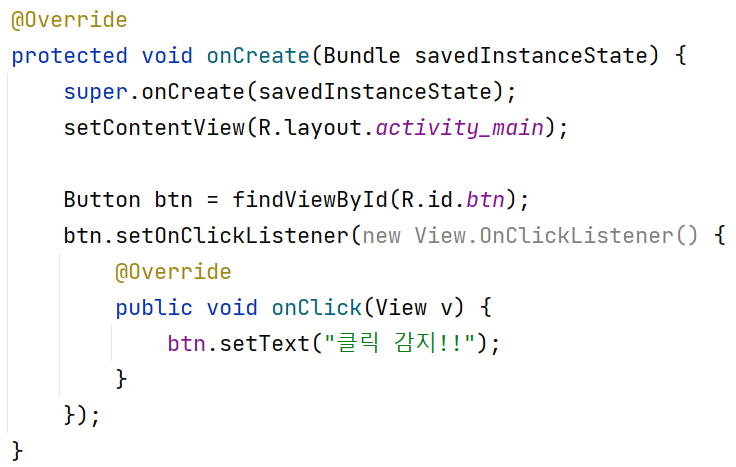 @Override
protected void onCreate(Bundle savedInstanceState) {
    super.onCreate(savedInstanceState);
    setContentView(R.layout.activity_main);

    Button btn = findViewById(R.id.btn);
    btn.setOnClickListener(new View.OnClickListener() {
        @Override
        public void onClick(View v) {
            btn.setText("클릭 감지!!");
        }
    });
}